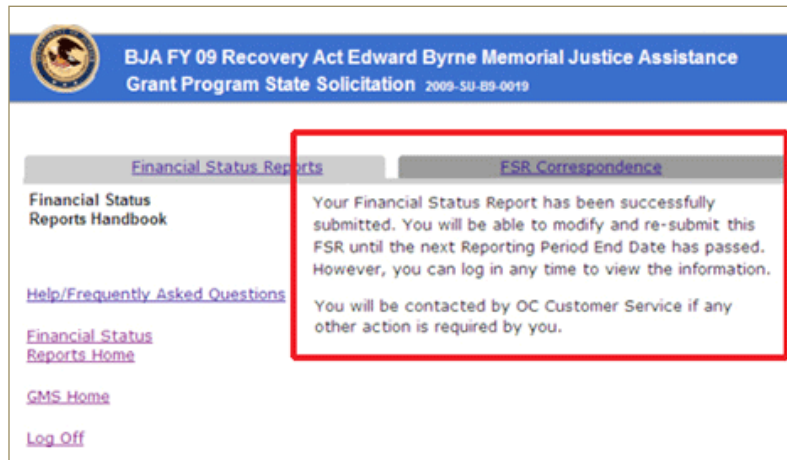 BJA FY 09 Recovery Act Edward Byrne Memorial Justice Assistance
Grant Program State Solicitation 2009-SU-B9-0019
Financial Status Reports
FSR Correspondence
Financial Status
Reports Handbook
Help/Frequently Asked Questions
Financial Status
Reports Home
GMS Home
Log Off
Your Financial Status Report has been successfully
submitted. You will be able to modify and re-submit this
FSR until the next Reporting Period End Date has passed.
However, you can log in any time to view the information.
You will be contacted by OC Customer Service if any
other action is required by you.